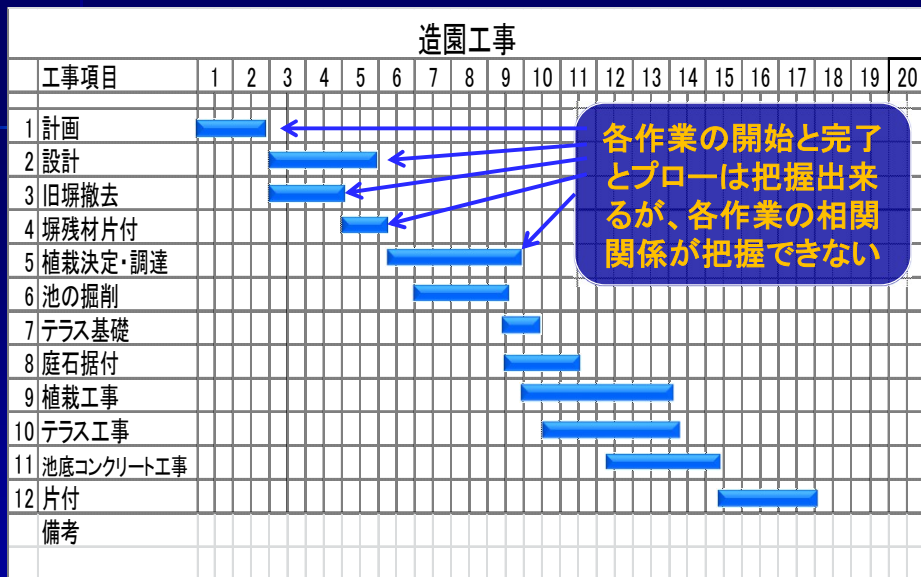 造園工事
工事項目 1 2 3 4 5 6 7 8 9 10 11 12 13 14 15 16 17 18 19 20
1 計画
2 設計
3 旧塀撤去
4 塀残材片付
5 植栽決定・調達
6 池の掘削
7 テラス基礎
8 庭石据付
9 植栽工事
10 テラス工事
11 池底コンクリート工事
12 片付
備考
各作業の開始と完了
とプローは把握出来
るが、各作業の相関
関係が把握できない